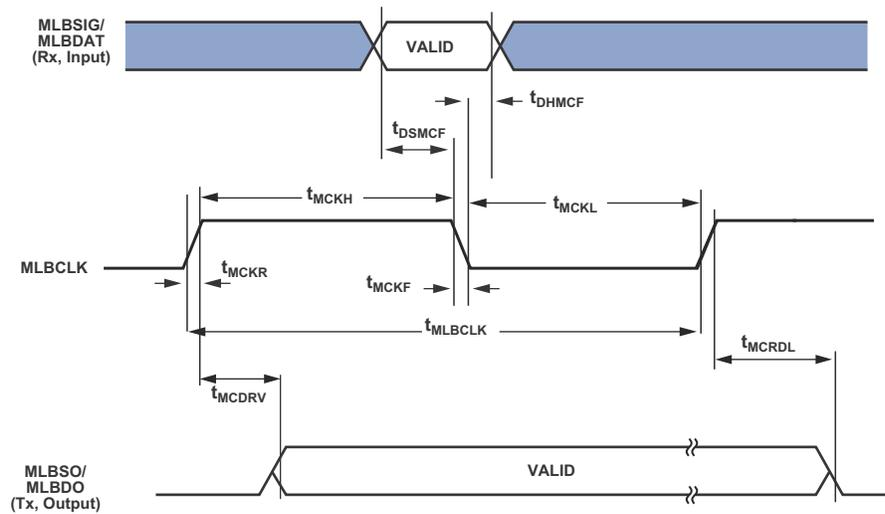 MLBSIG/
MLBDAT
(Rx, Input)
VALID
tDHMCF
tDSMCF
tMCKH
tMCKL
MLBCLK
tMCKR
tMCKF
tMLBCLK
tMCRDL
tMCDRV
MLBSO/
MLBDO
(Tx, Output)
VALID